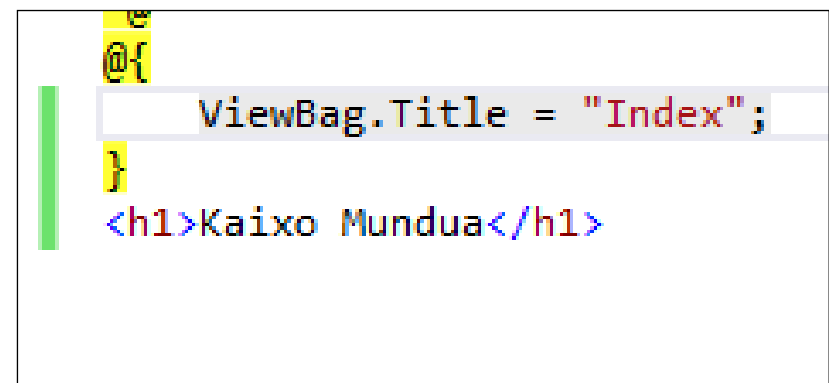 @{
ViewBag.Title = "Index";
}
<h1>Kaixo Mundua</h1>